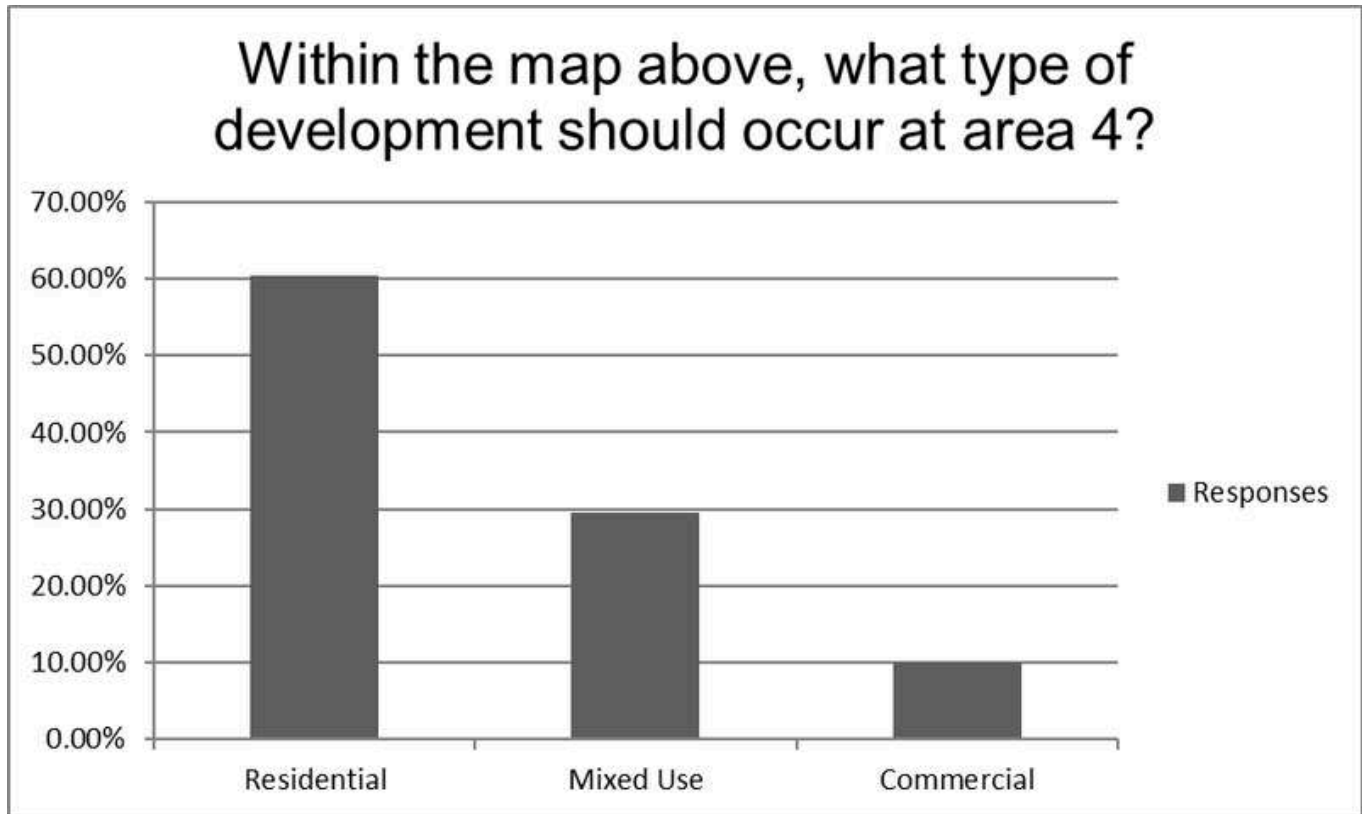 Within the map above, what type of
development should occur at area 4?
70.00%
60.00%
50.00%
40.00%
30.00%
20.00%
10.00%
0.00%
Responses
Residential
Mixed Use
Commercial